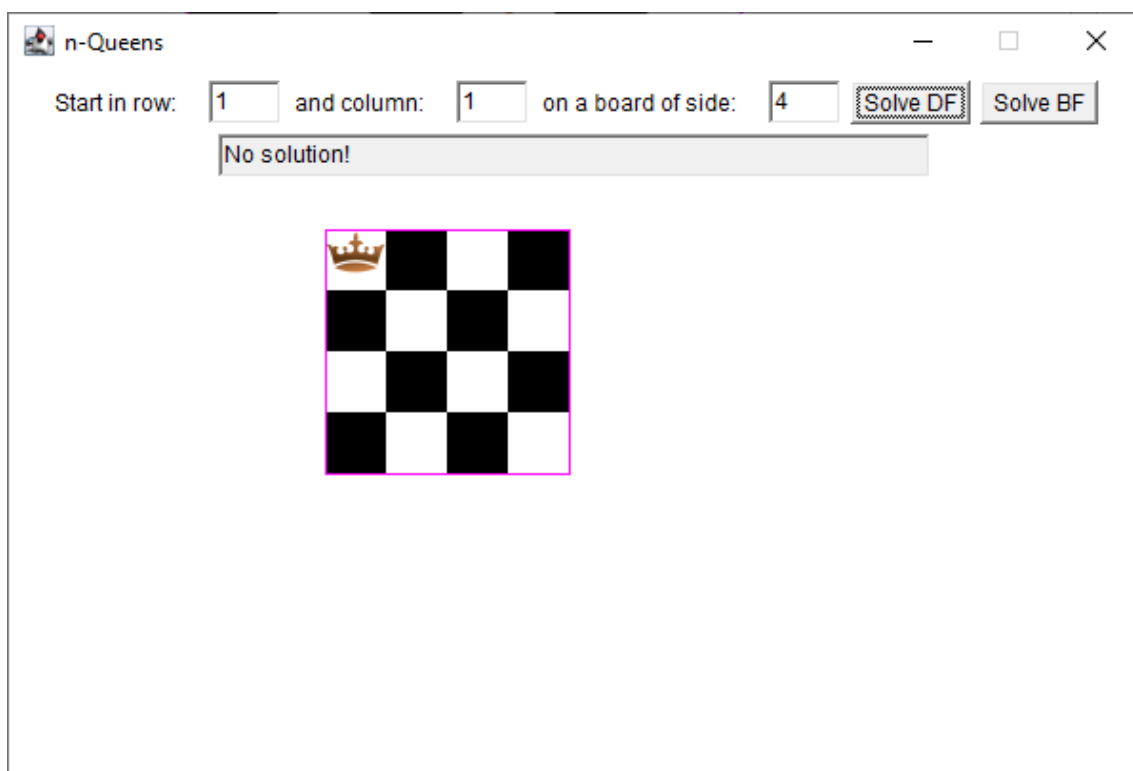 n-Queens
Start in row: 1 and column: 1 on a board of side: 4 Solve DF Solve BF
No solution!